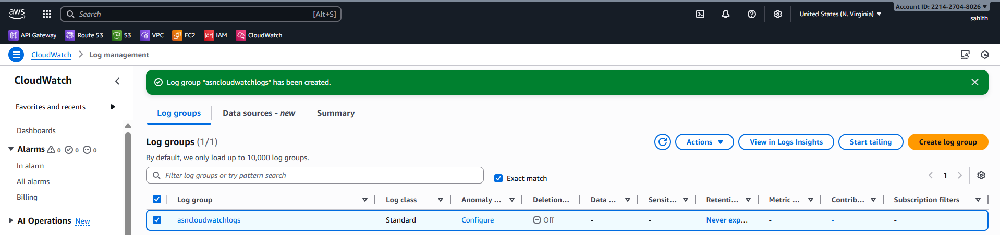 aws
Search [Alt+S]
United States (N. Virginia)
Account ID: 2214-2704-8026
sahith
API Gateway Route 53 S3 VPC EC2 IAM CloudWatch
CloudWatch Log management
CloudWatch
Log group "asncloudwatchlogs" has been created.
Favorites and recents
Log groups Data sources - new Summary
Dashboards
Alarms 0 0 0
Log groups (1/1)
Actions View in Logs Insights Start tailing Create log group
By default, we only load up to 10,000 log groups.
In alarm
Filter log groups or try pattern search
Exact match
1
All alarms
Billing
Log group Log class Anomaly ... Deletion... Data ... Sensit... Retenti... Metric ... Contrib... Subscription filters
AI Operations New
asncloudwatchlogs Standard Configure Off - - Never exp... - - -